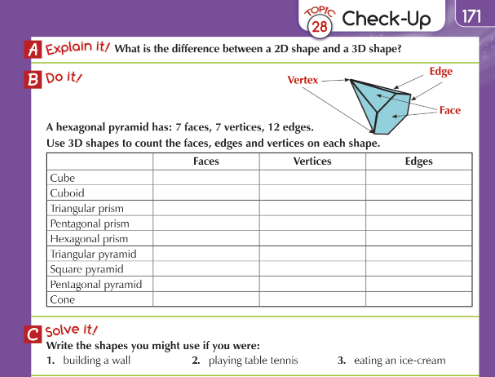 TOPIC 28 Check-Up 171
A Explain it! What is the difference between a 2D shape and a 3D shape?
B Do it!
Vertex
Edge
Face
A hexagonal pyramid has: 7 faces, 7 vertices, 12 edges.
Use 3D shapes to count the faces, edges and vertices on each shape.
Faces Vertices Edges
Cube
Cuboid
Triangular prism
Pentagonal prism
Hexagonal prism
Triangular pyramid
Square pyramid
Pentagonal pyramid
Cone
C Solve it!
Write the shapes you might use if you were:
1. building a wall 2. playing table tennis 3. eating an ice-cream